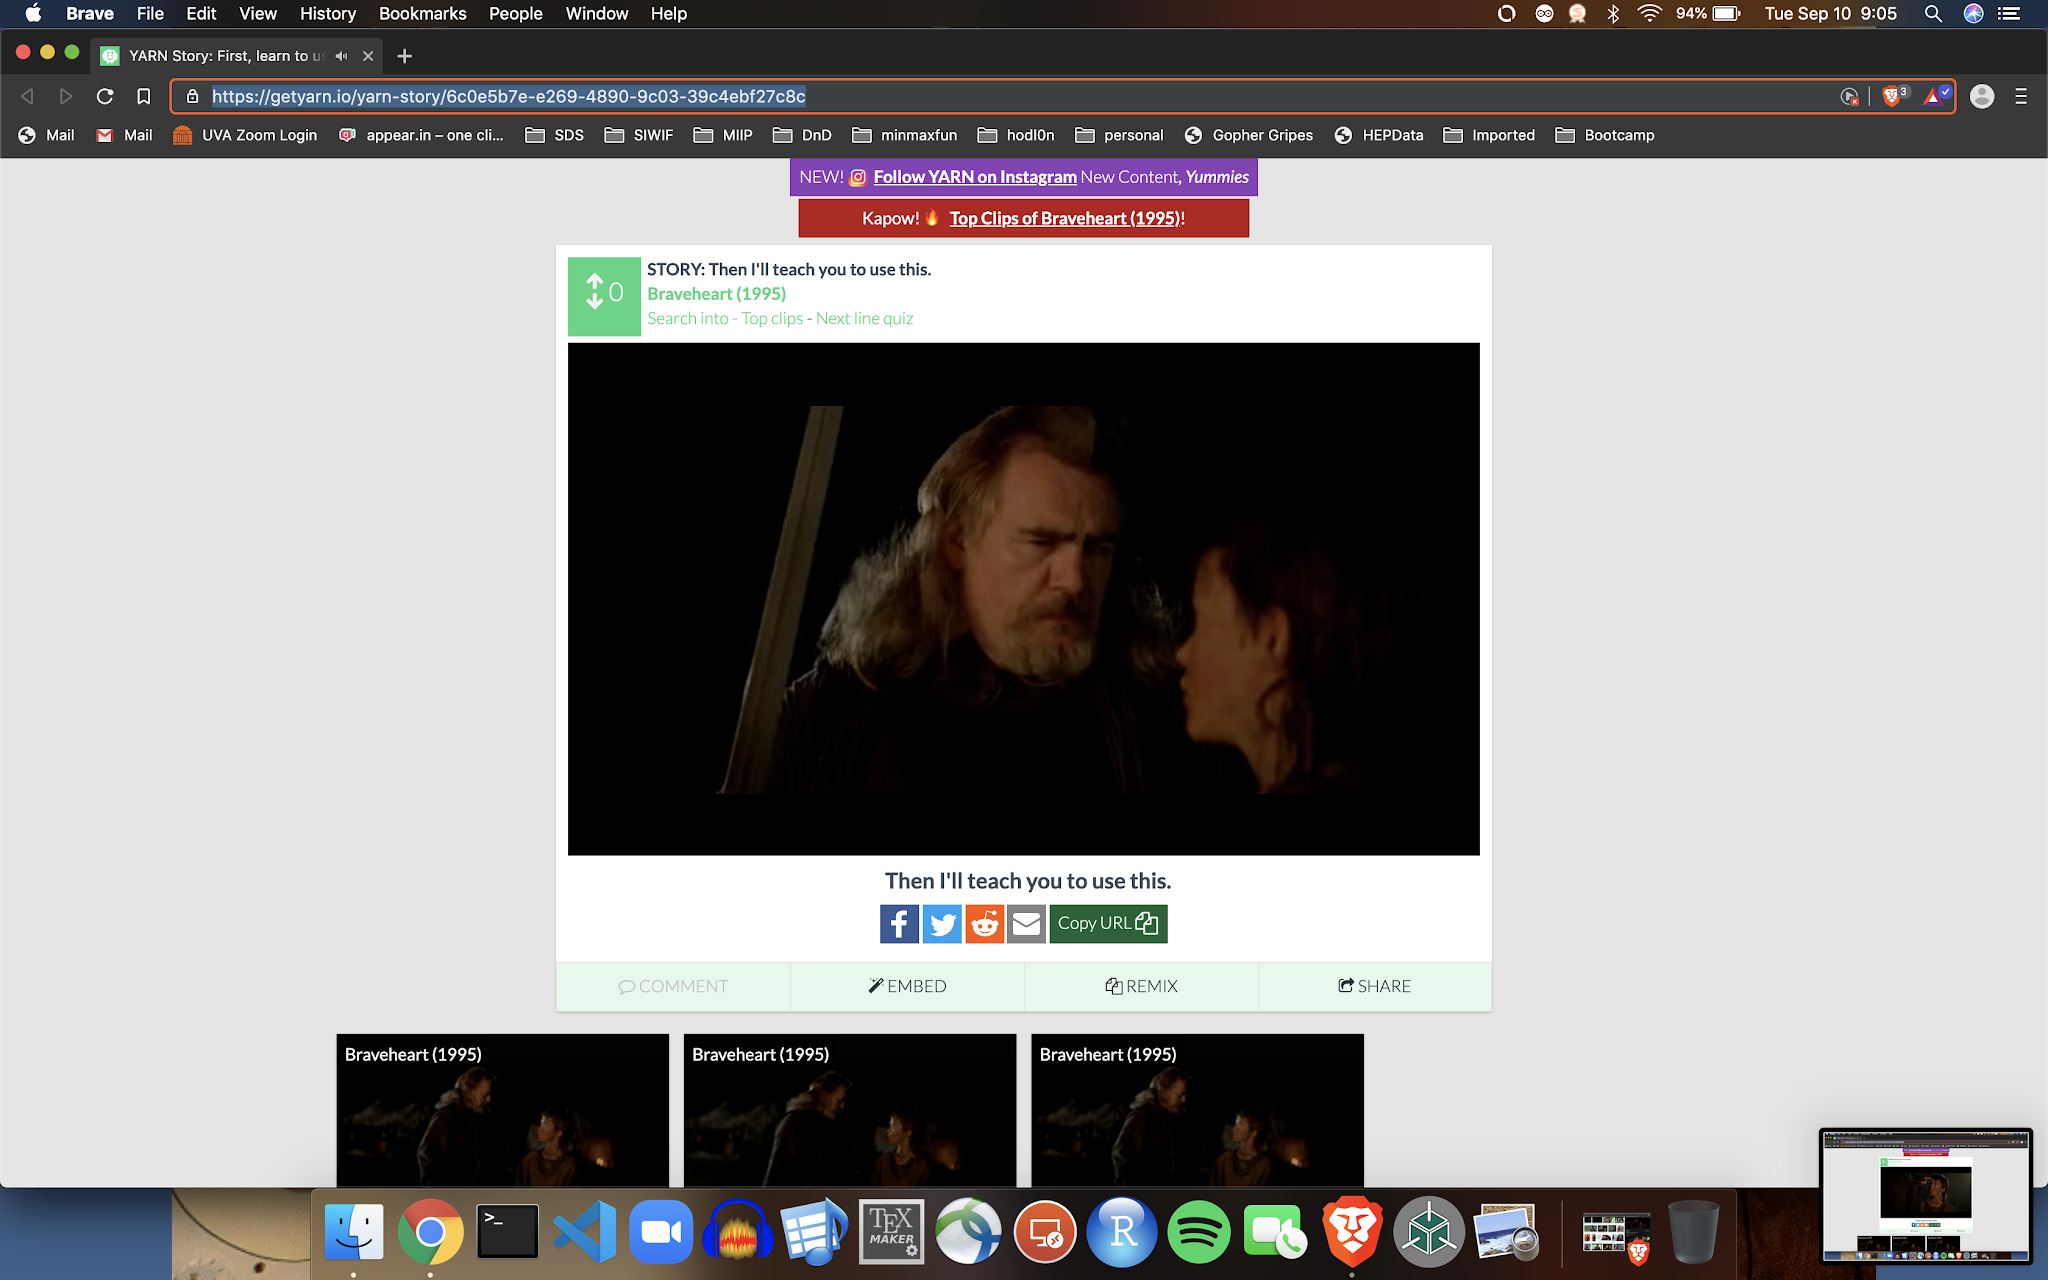 Brave File Edit View History Bookmarks People Window Help 94% Tue Sep 10 9:05
YARN Story: First, learn to us
https://getyarn.io/yarn-story/6c0e5b7e-e269-4890-9c03-39c4ebf27c8c 3
Mail Mail UVA Zoom Login appear.in – one cli... SDS SIWIF MIIP DnD minmaxfun hodl0n personal Gopher Gripes HEPData Imported Bootcamp
NEW! Follow YARN on Instagram New Content, Yummies
Kapow! Top Clips of Braveheart (1995)!
0
STORY: Then I'll teach you to use this.
Braveheart (1995)
Search into - Top clips - Next line quiz
Then I'll teach you to use this.
Copy URL
COMMENT EMBED REMIX SHARE
Braveheart (1995) Braveheart (1995) Braveheart (1995)
>_ TEX MAKER R